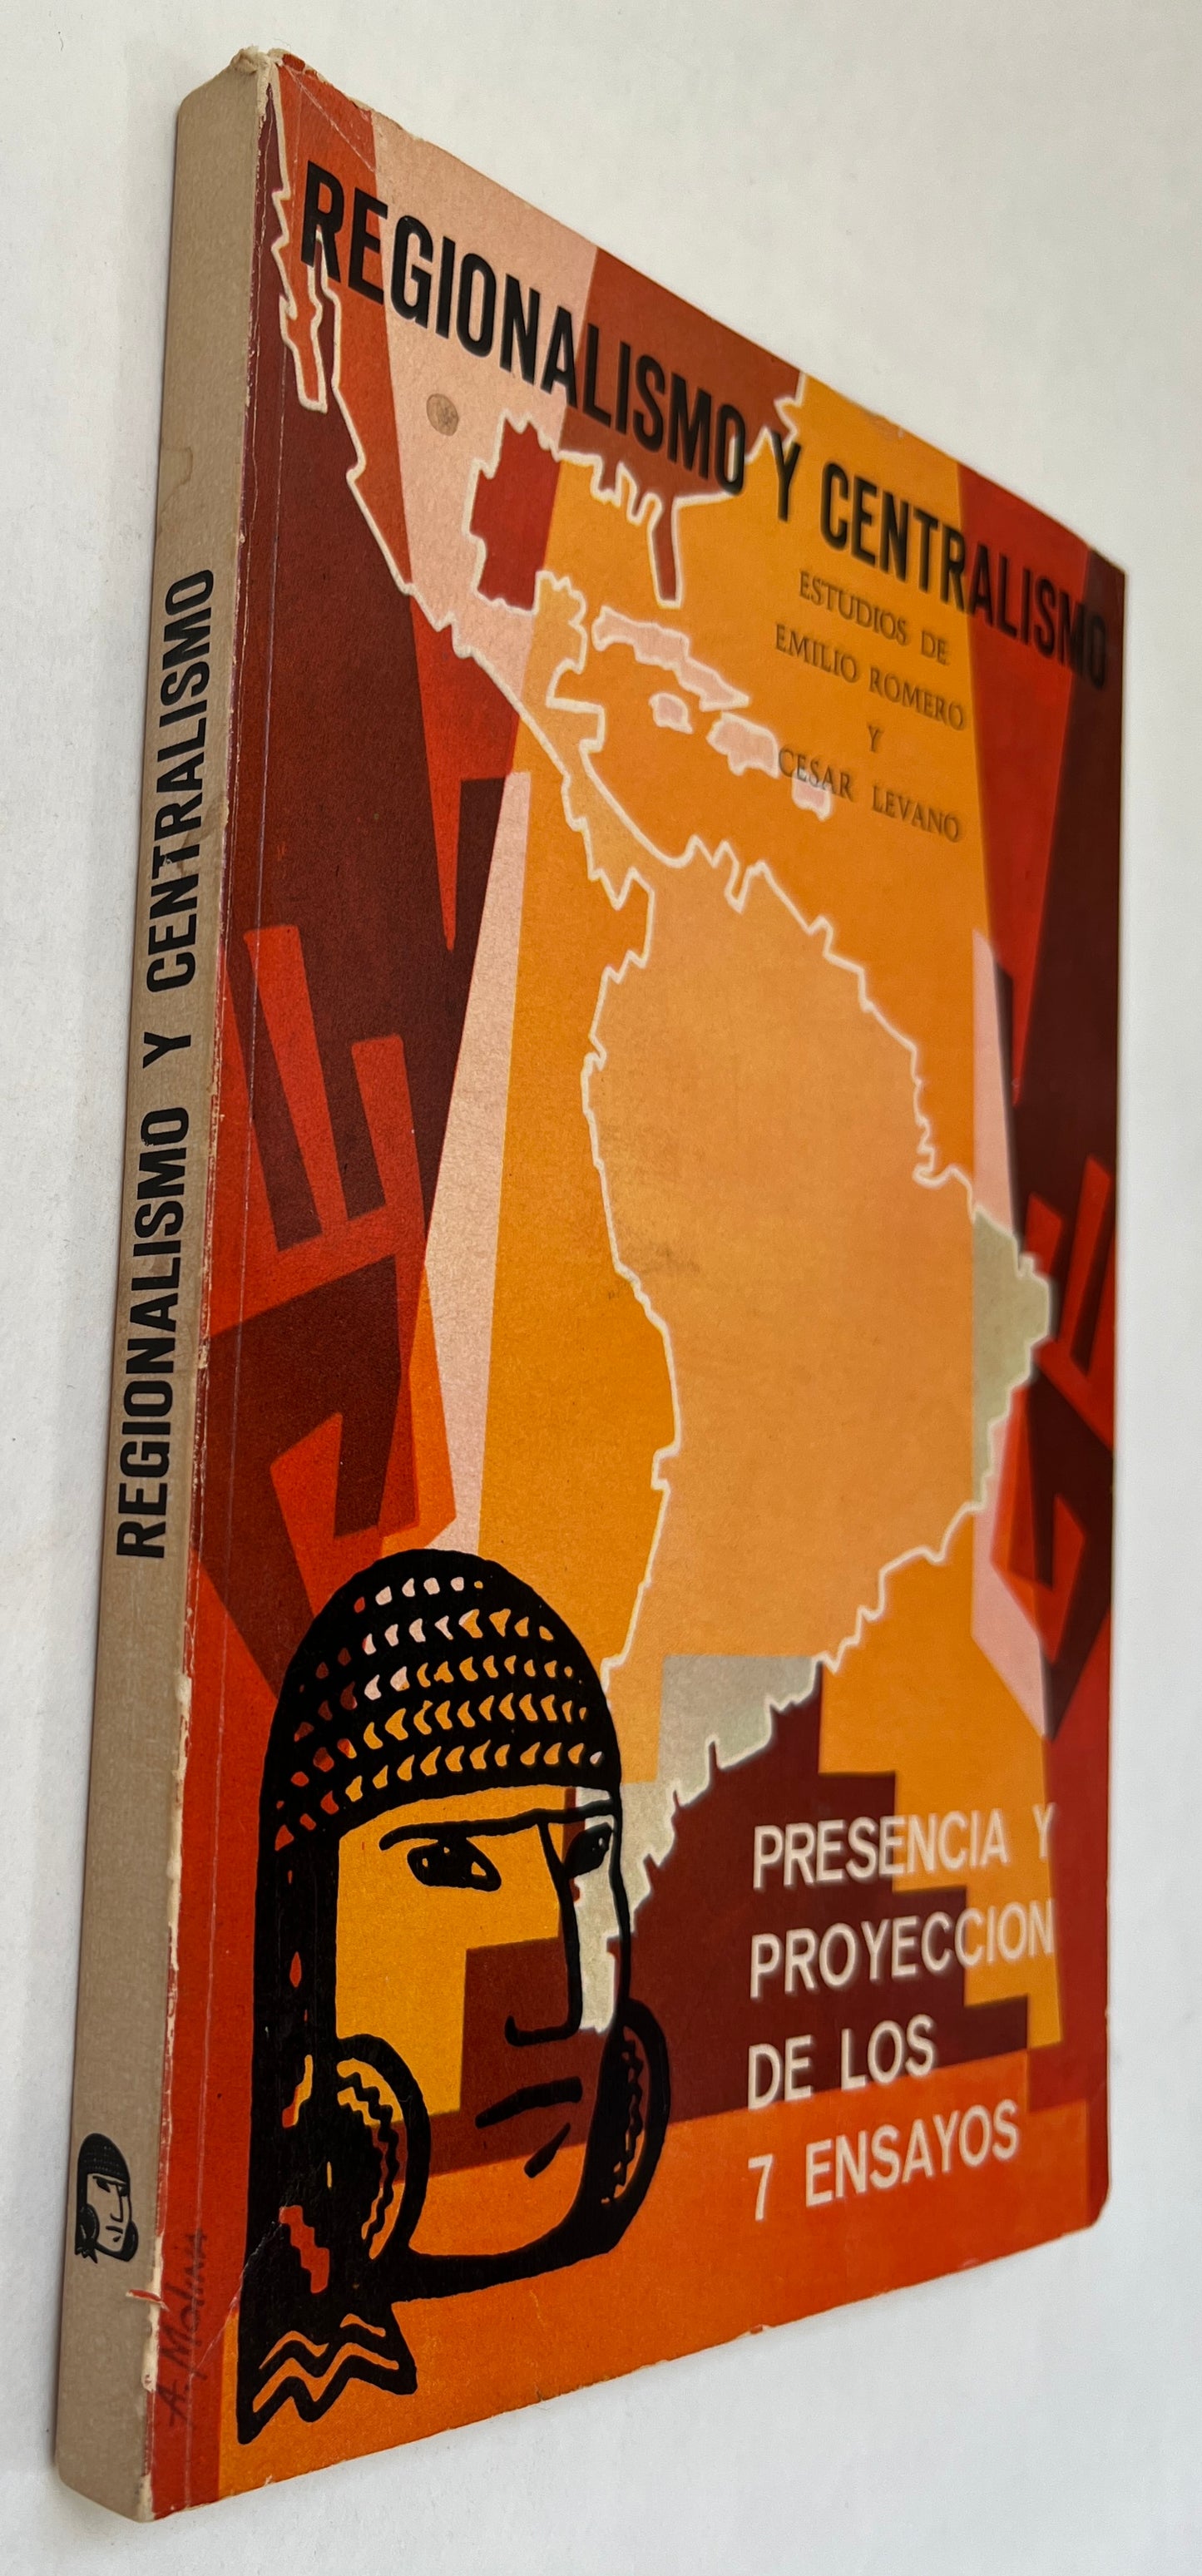 REGIONALISMO Y CENTRALISMO
REGIONALISMO Y CENTRALISMO
ESTUDIOS DE
EMILIO ROMERO
Y
CESAR LEVANO
PRESENCIA Y
PROYECCION
DE LOS
7 ENSAYOS
A. Molina